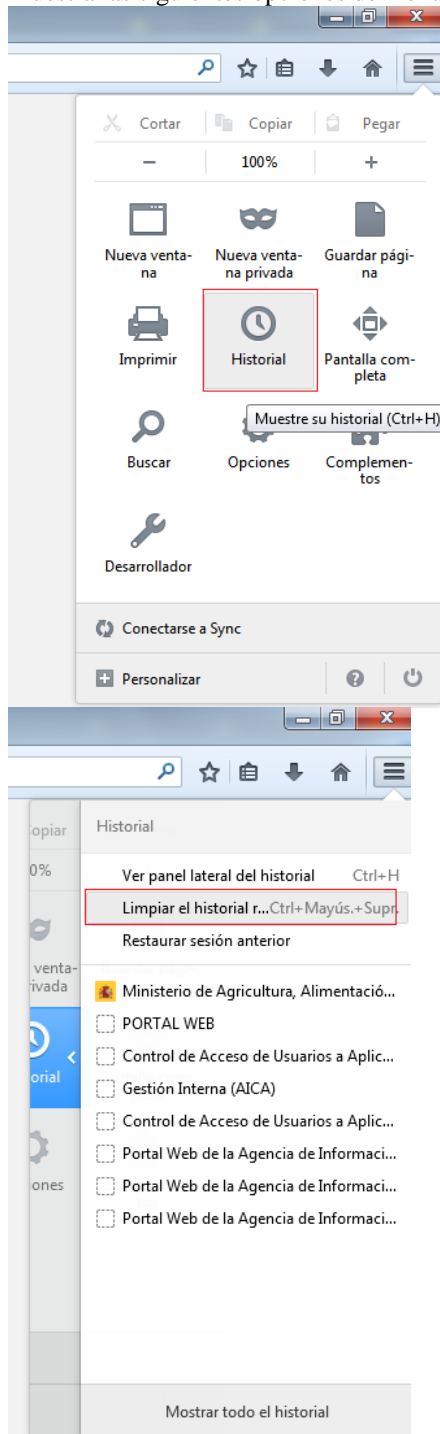 Cortar Copiar Pegar
− 100% +
Nueva venta- Nueva venta- Guardar pági-
na na privada na
Imprimir Historial Pantalla com-
pleta
Muestre su historial (Ctrl+H)
Buscar Opciones Complemen-
tos
Desarrollador
Conectarse a Sync
Personalizar
opiar Historial
0% Ver panel lateral del historial Ctrl+H
Limpiar el historial r...Ctrl+Mayús.+Supr.
Restaurar sesión anterior
venta-
rivada Ministerio de Agricultura, Alimentació...
PORTAL WEB
Control de Acceso de Usuarios a Aplic...
orial Gestión Interna (AICA)
Control de Acceso de Usuarios a Aplic...
Portal Web de la Agencia de Informaci...
ones Portal Web de la Agencia de Informaci...
Portal Web de la Agencia de Informaci...
Mostrar todo el historial